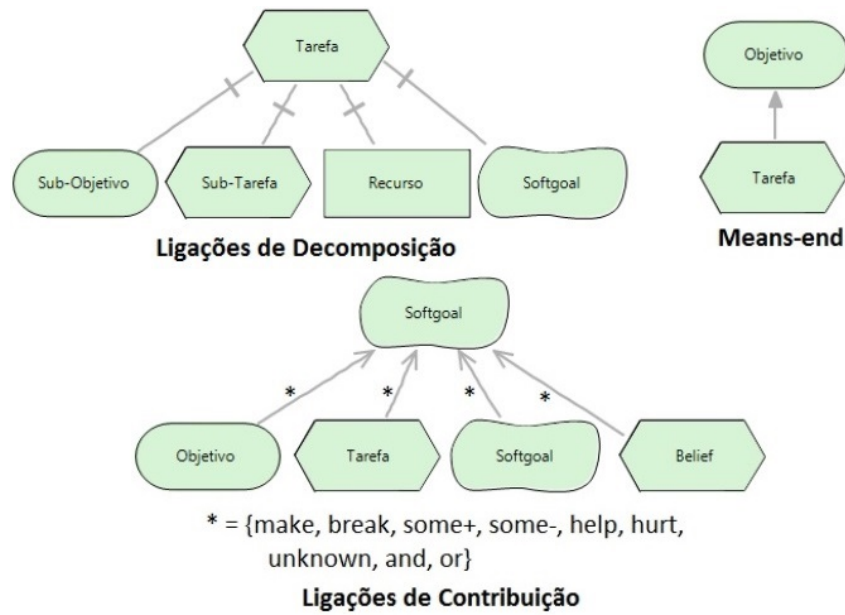 Tarefa
Objetivo
Sub-Objetivo
Sub-Tarefa
Recurso
Softgoal
Tarefa
Ligações de Decomposição
Means-end
Softgoal
*
*
*
*
Objetivo
Tarefa
Softgoal
Belief
* = {make, break, some+, some-, help, hurt,
unknown, and, or}
Ligações de Contribuição